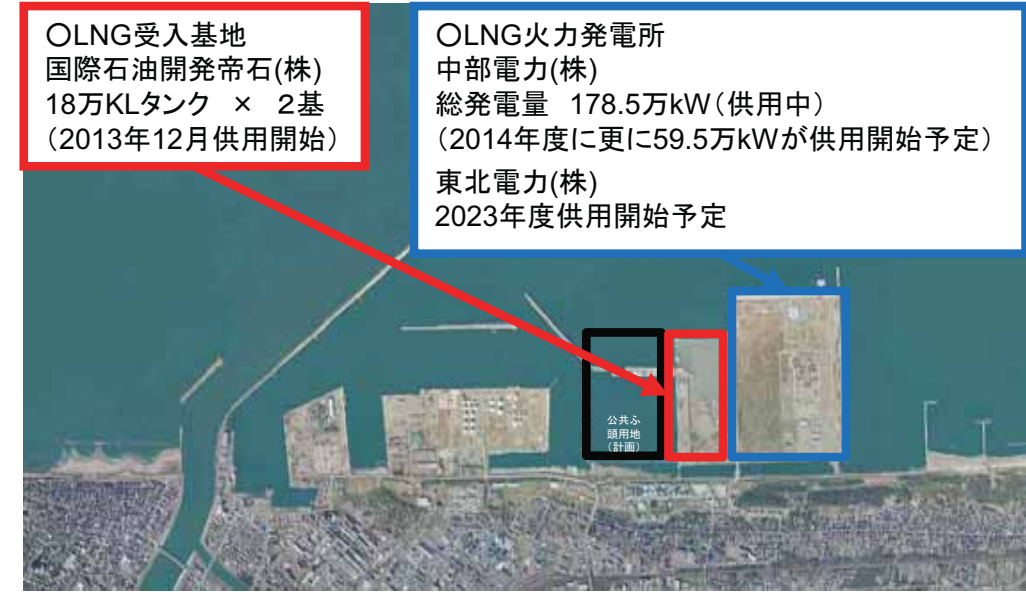 〇LNG受入基地
国際石油開発帝石(株)
18万KLタンク × 2基
(2013年12月供用開始)
〇LNG火力発電所
中部電力(株)
総発電量 178.5万kW(供用中)
(2014年度に更に59.5万kWが供用開始予定)
東北電力(株)
2023年度供用開始予定
公共ふ
頭用地
(計画)